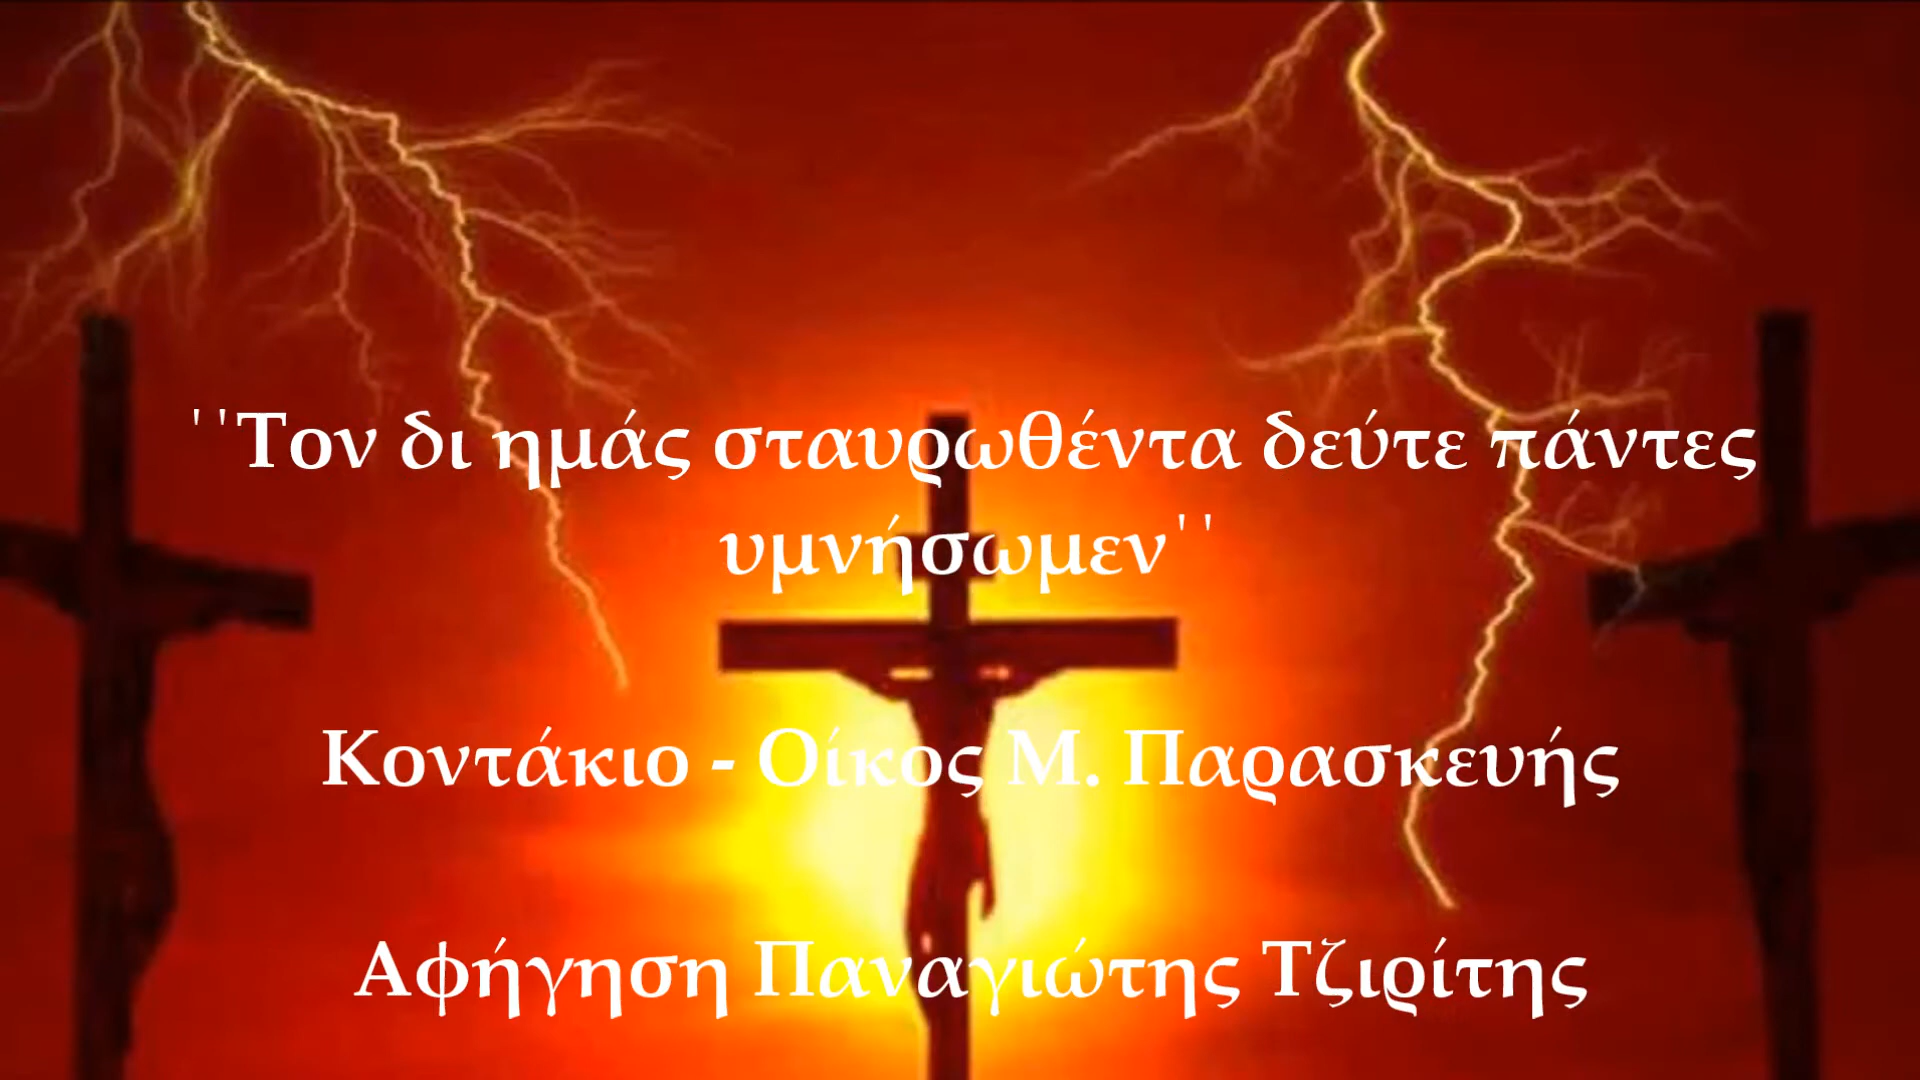 ΄΄Τον δι ημάς σταυρωθέντα δεύτε πάντες
υμνήσωμεν΄΄
Κοντάκιο - Οίκος Μ. Παρασκευής
Αφήγηση Παναγιώτης Τζιρίτης